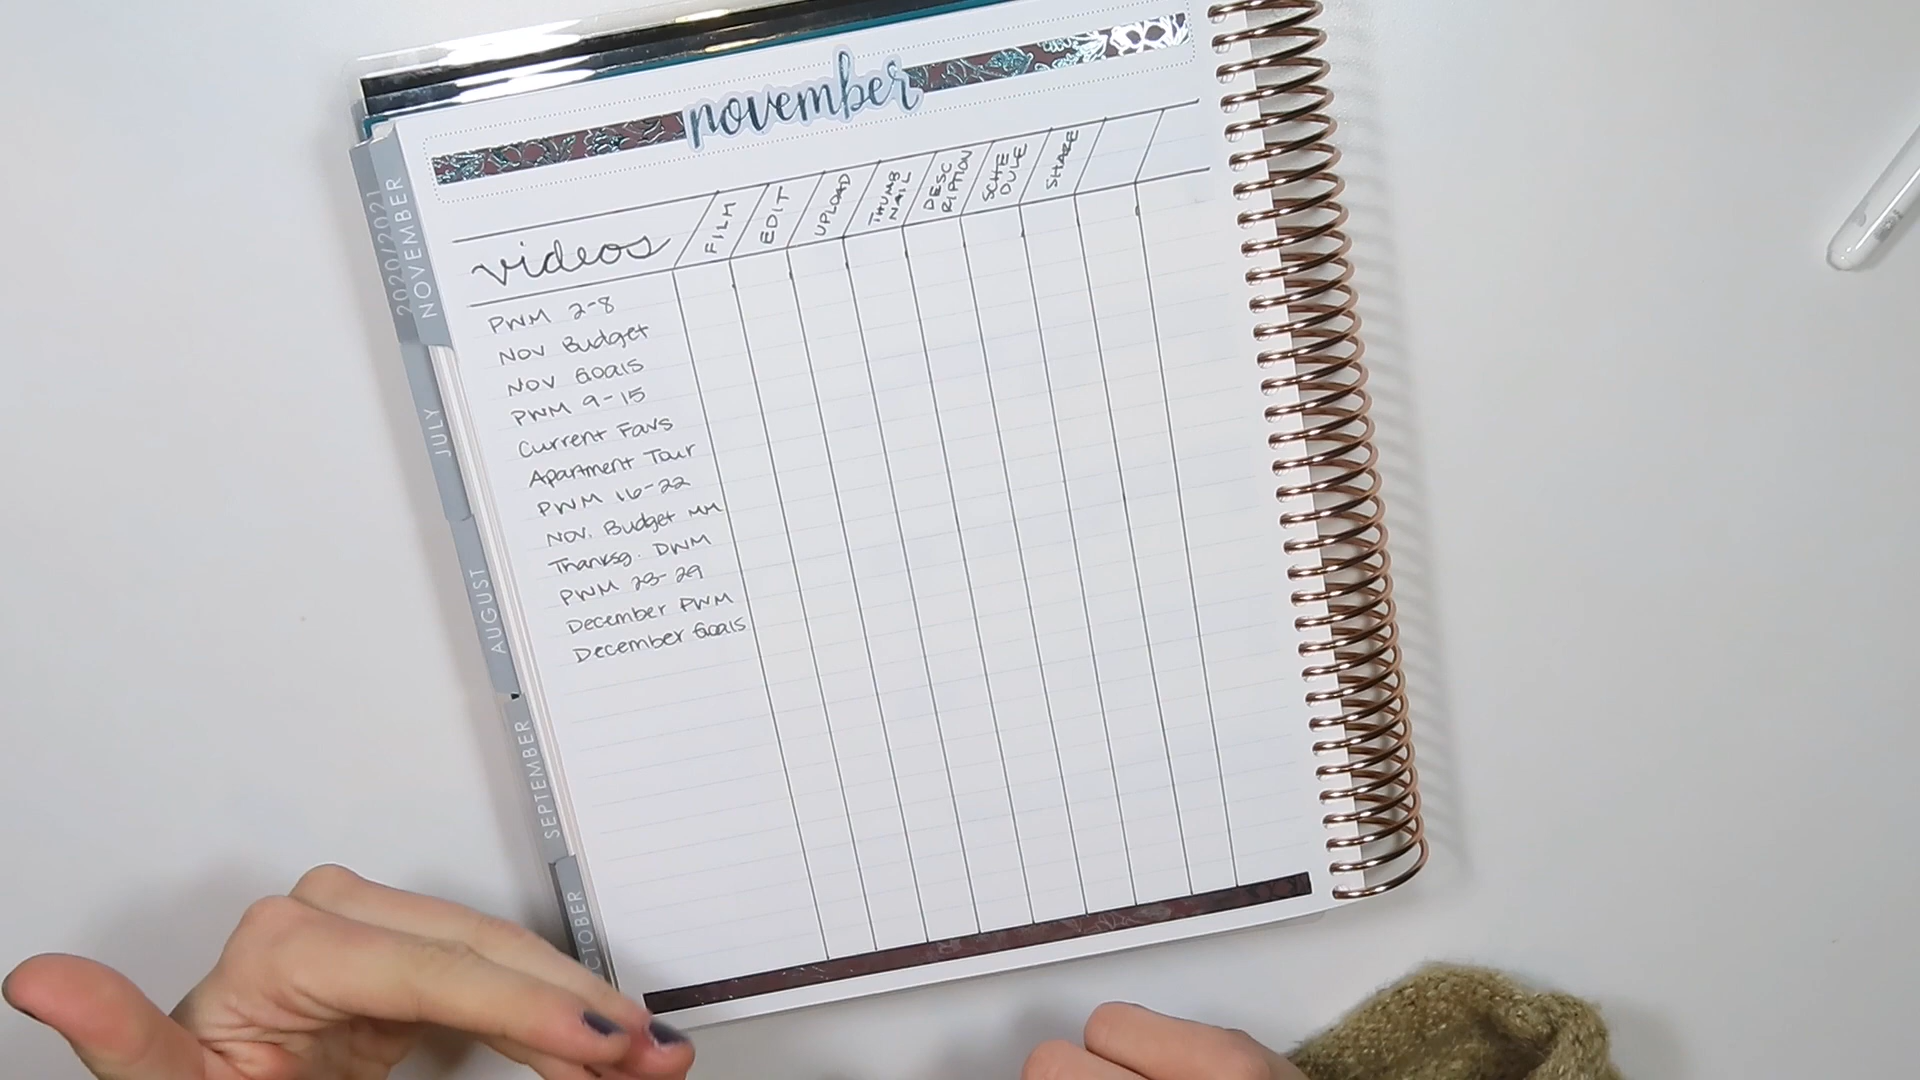 november
videos
FILM
EDIT
UPLOAD
THUMB
NAIL
DESC
RIPTION
SCHE
DULE
SHARE
PWM 2-8
Nov Budget
Nov Goals
PWM 9-15
Current Favs
Apartment Tour
PWM 16-22
Nov. Budget MM
Thanksg. DWM
PWM 23-29
December PWM
December Goals
2020/2021
NOVEMBER
JULY
AUGUST
SEPTEMBER
CTOBER